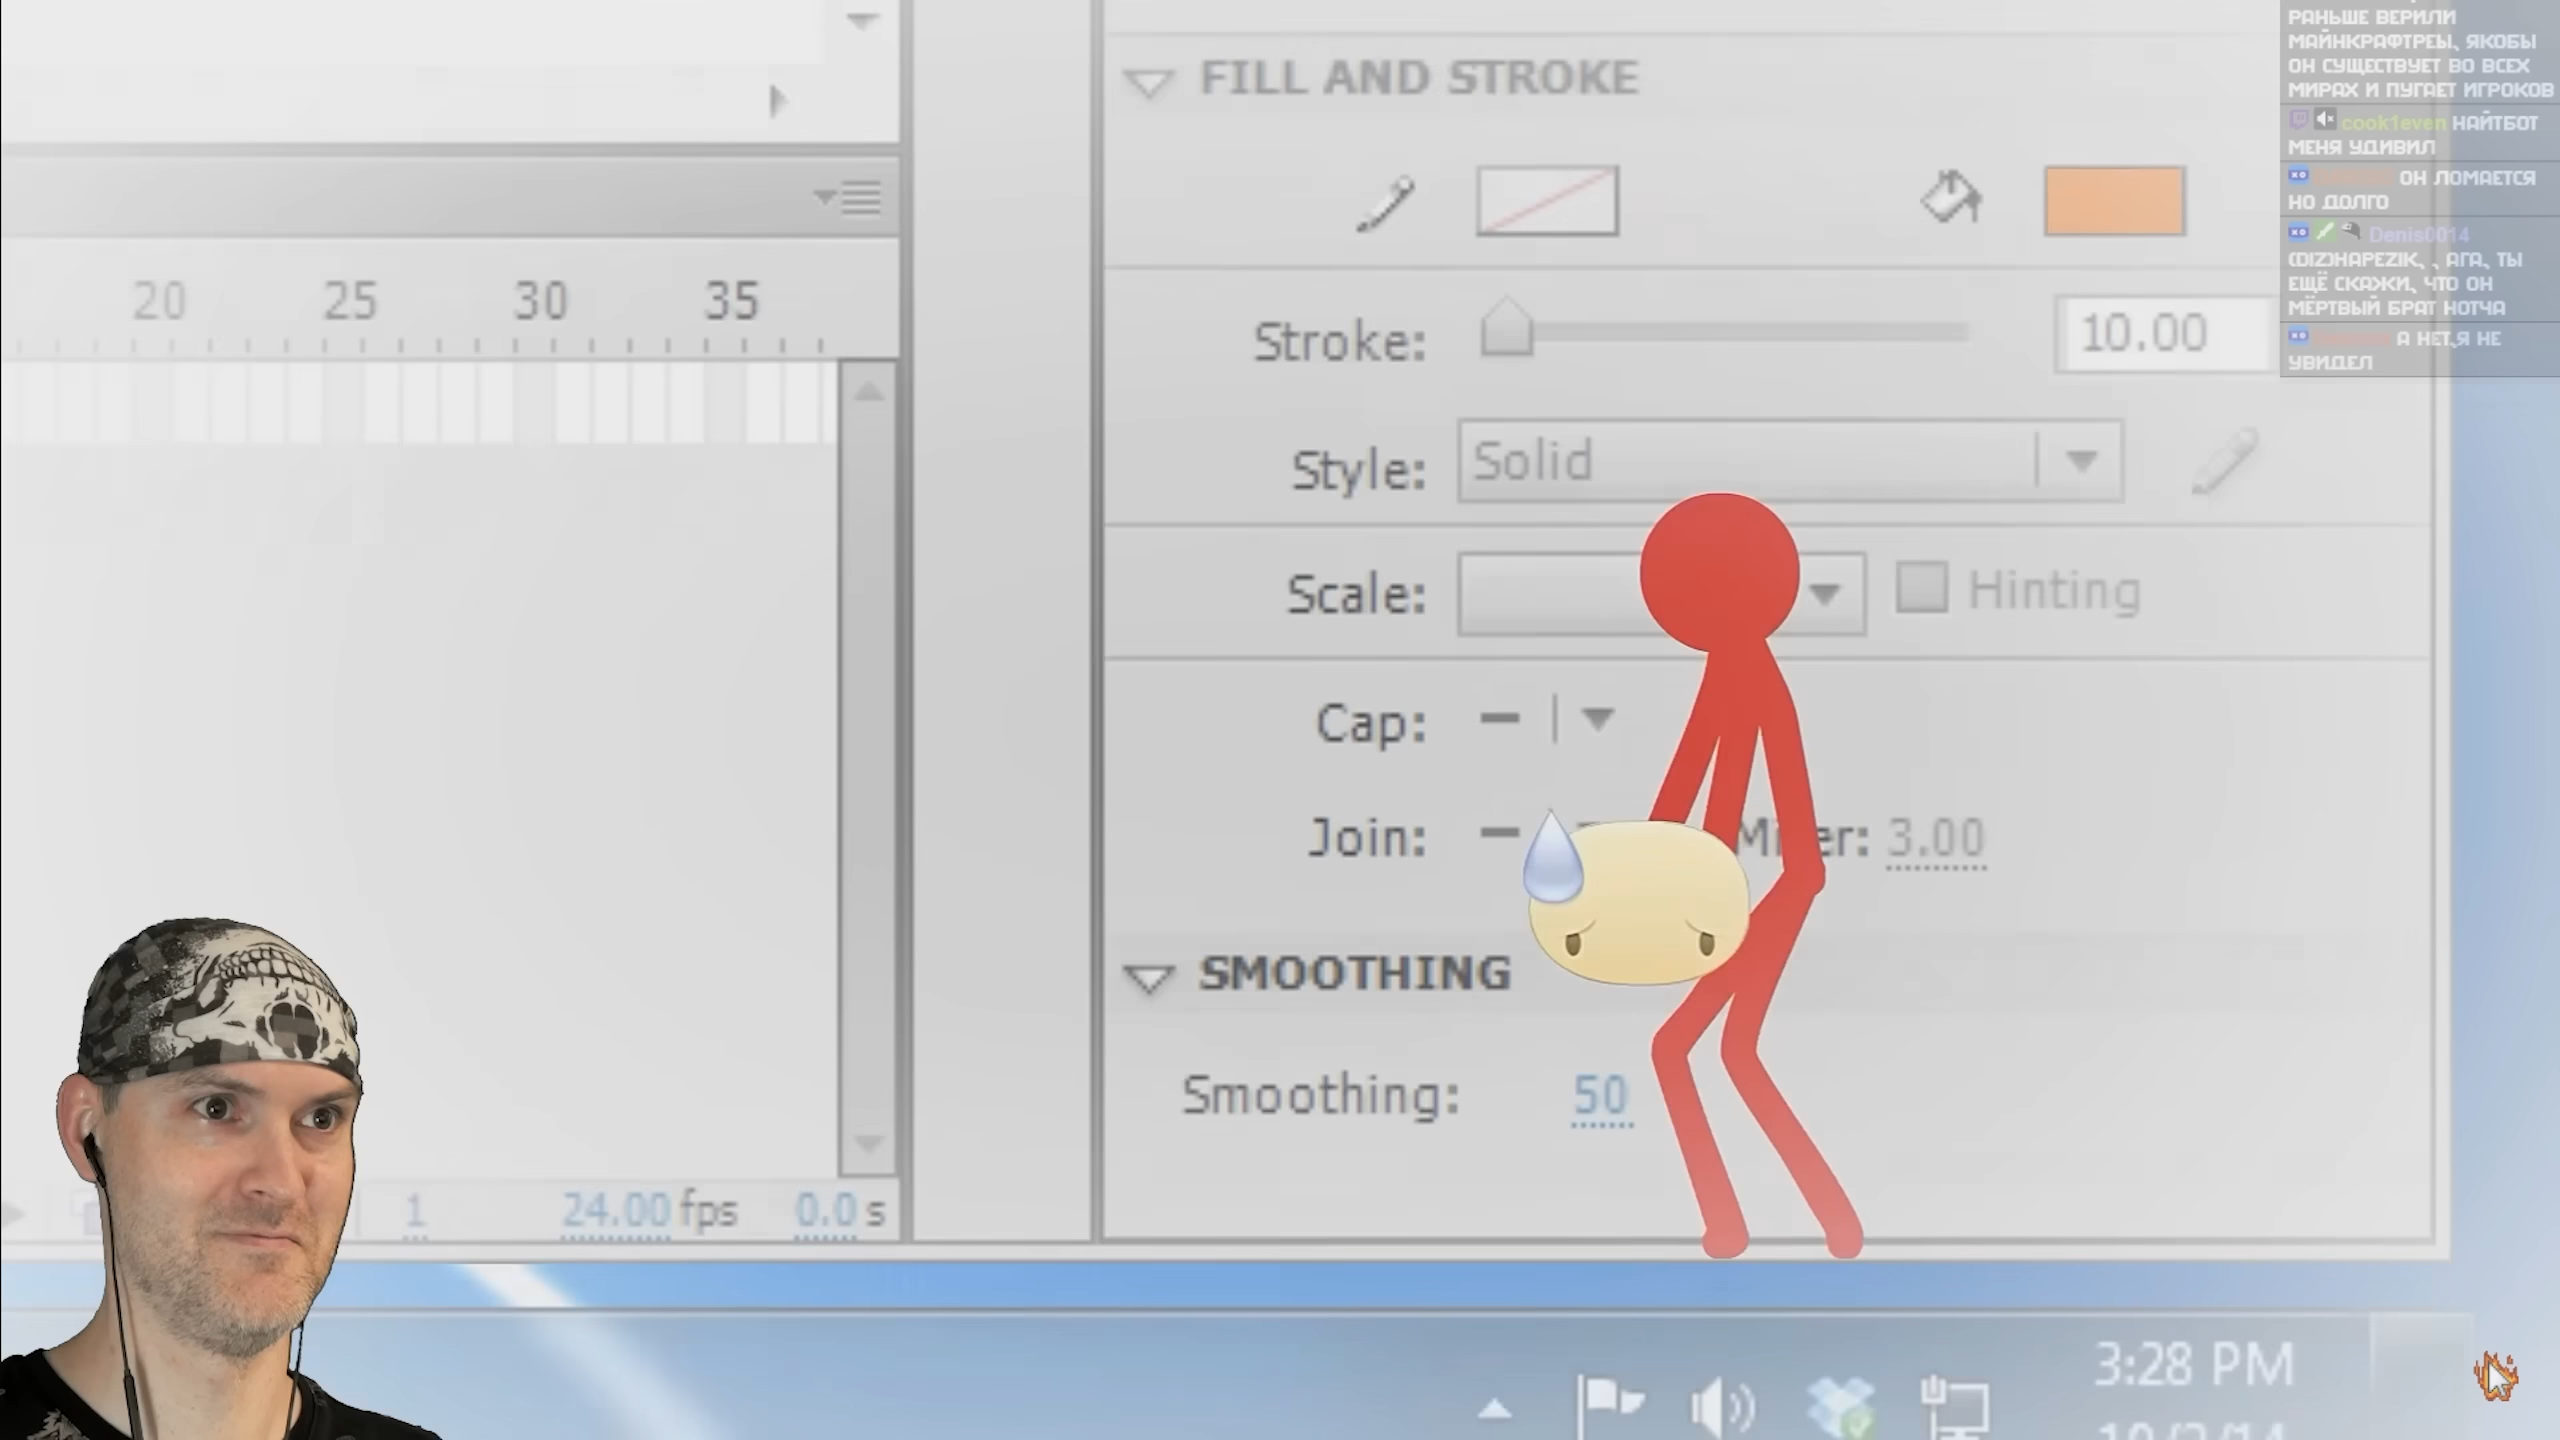 20 25 30 35
1 24.00 fps 0.0 s
FILL AND STROKE
Stroke: 10.00
Style: Solid
Scale: Hinting
Cap:
Join: 3.00
SMOOTHING
Smoothing: 50
3:28 PM
РАНЬШЕ ВЕРИЛИ
МАЙНКРАФТРЕЫ, ЯКОБЫ
ОН СУЩЕСТВУЕТ ВО ВСЕХ
МИРАХ И ПУГАЕТ ИГРОКОВ
cook1even НАЙТБОТ
МЕНЯ УДИВИЛ
ОН ЛОМАЕТСЯ
НО ДОЛГО
Denis0014
(DIZ)HAPEZIK, , АГА, ТЫ
ЕЩЁ СКАЖИ, ЧТО ОН
МЁРТВЫЙ БРАТ НОТЧА
А НЕТ,Я НЕ
УВИДЕЛ